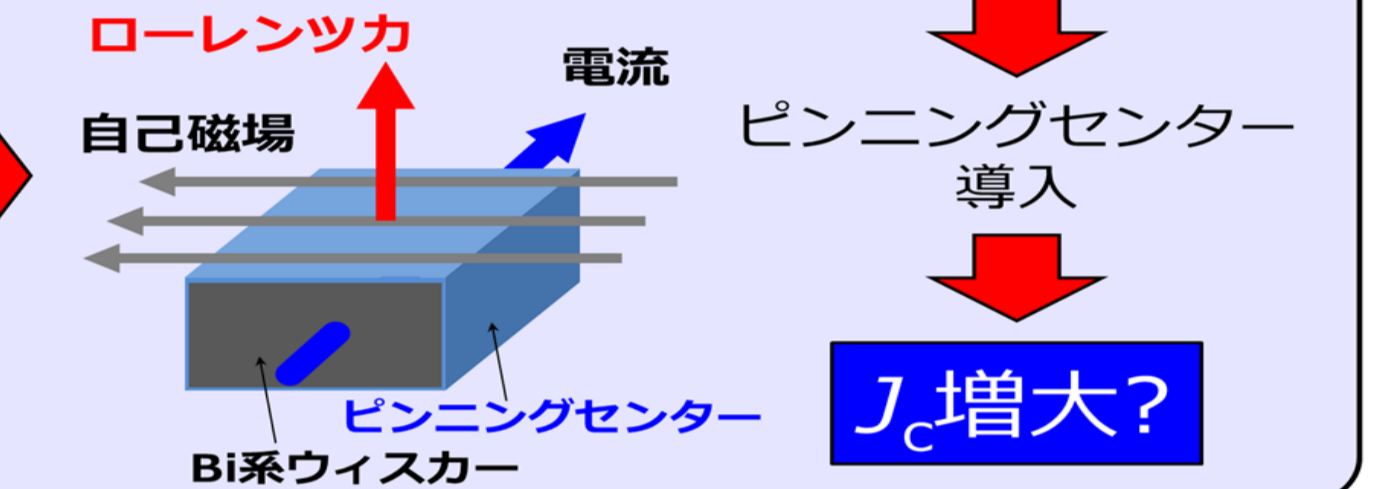 ローレンツ力
電流
自己磁場
ピンニングセンター
Bi系ウィスカー
ピンニングセンター
導入
Jc増大?